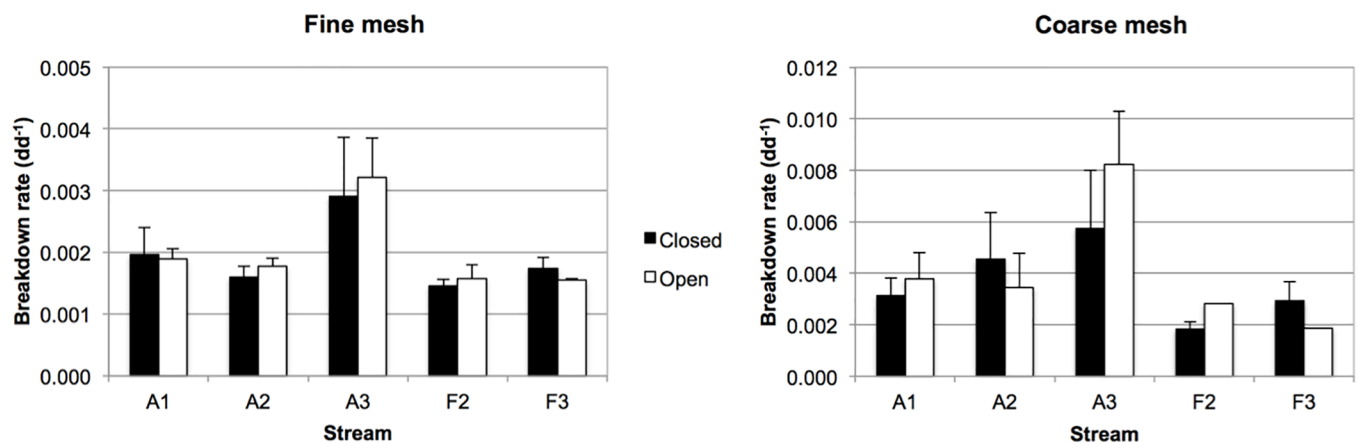 Fine mesh
Breakdown rate (dd⁻¹)
0.005
0.004
0.003
0.002
0.001
0.000
A1 A2 A3 F2 F3
Stream
Closed
Open
Coarse mesh
Breakdown rate (dd⁻¹)
0.012
0.010
0.008
0.006
0.004
0.002
0.000
A1 A2 A3 F2 F3
Stream